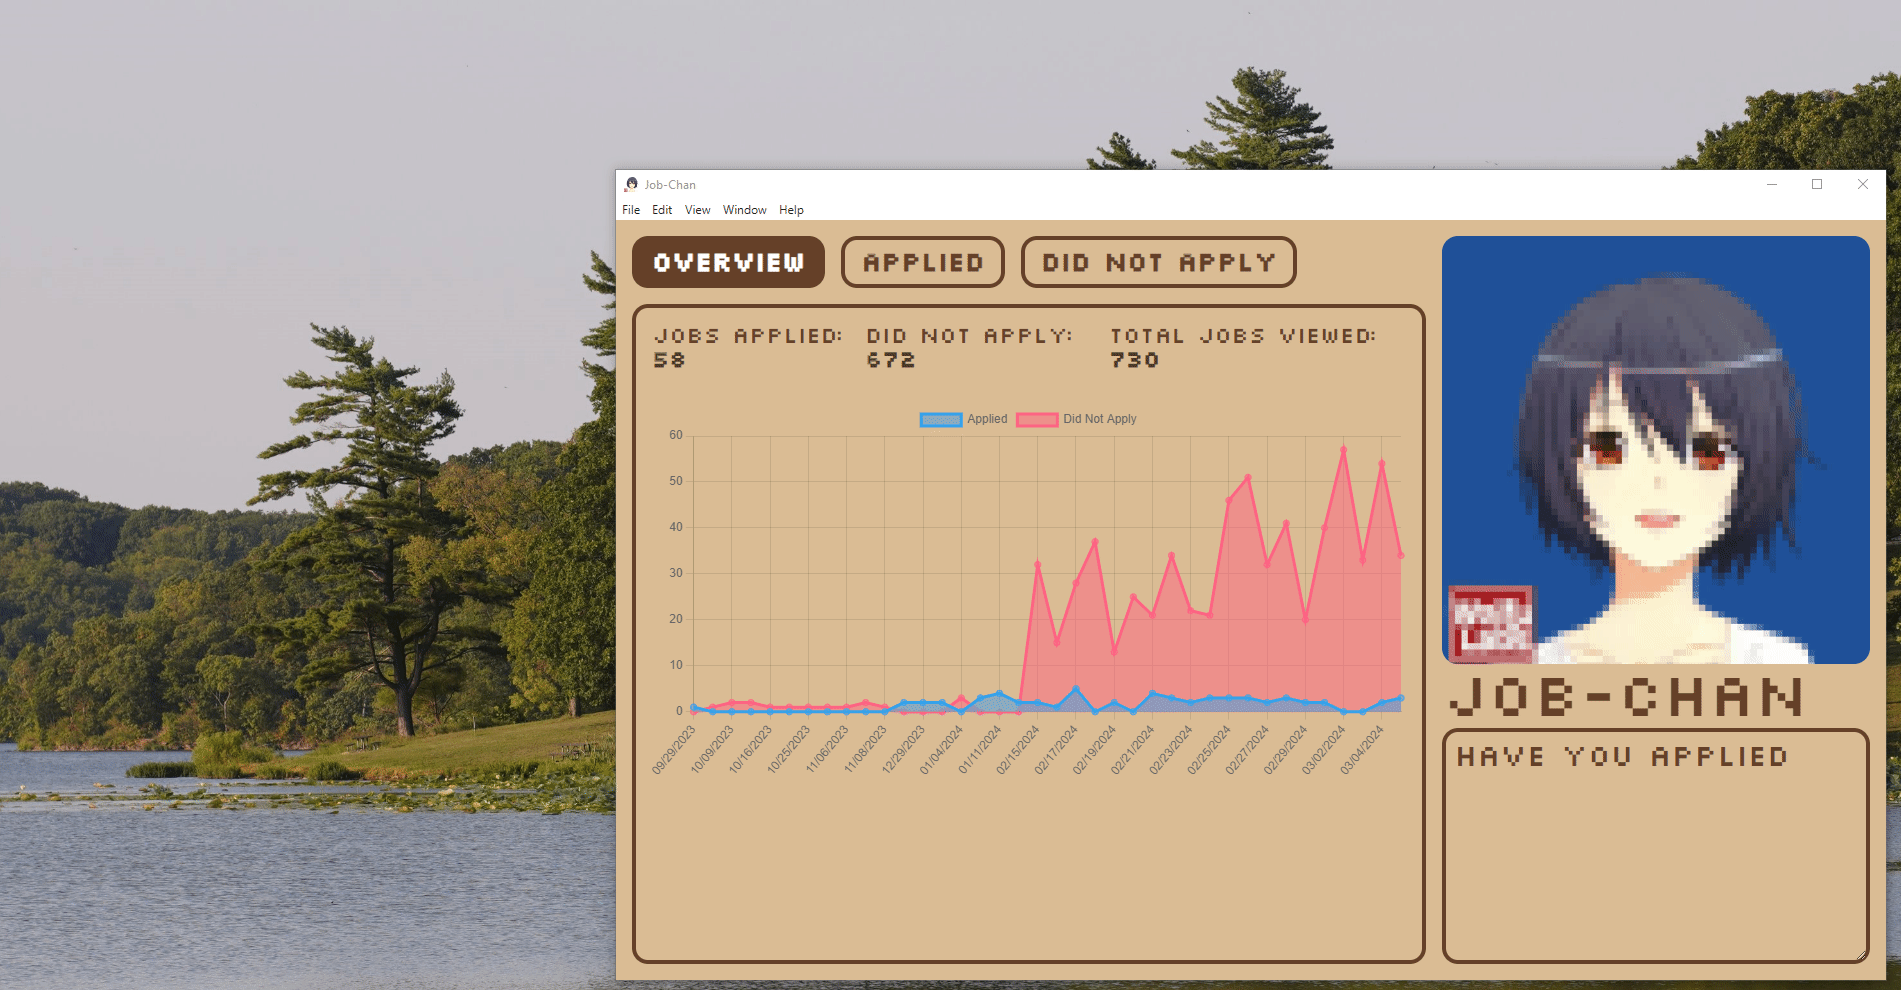 Job-Chan
File Edit View Window Help
OVERVIEW APPLIED DID NOT APPLY
JOBS APPLIED: DID NOT APPLY: TOTAL JOBS VIEWED:
58 672 730
Applied Did Not Apply
60
50
40
30
20
10
0
09/29/2023 10/09/2023 10/16/2023 10/25/2023 11/06/2023 11/08/2023 12/29/2023 01/04/2024 01/11/2024 02/15/2024 02/17/2024 02/19/2024 02/21/2024 02/23/2024 02/25/2024 02/27/2024 02/29/2024 03/02/2024 03/04/2024
JOB-CHAN
HAVE YOU APPLIED